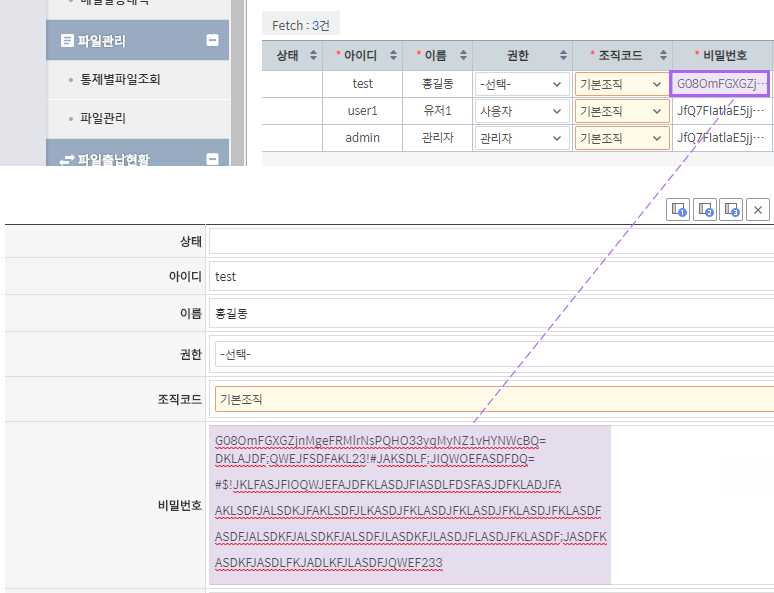 파일관리
통제별파일조회
파일관리
파일출납현황
Fetch : 3건
상태 * 아이디 * 이름 권한 * 조직코드 * 비밀번호
test 홍길동 -선택- 기본조직 G08OmFGXGZj···
user1 유저1 사용자 기본조직 JfQ7FIatlaE5jj···
admin 관리자 관리자 기본조직 JfQ7FIatlaE5jj···
1 2 3
상태
아이디 test
이름 홍길동
권한 -선택-
조직코드 기본조직
비밀번호
G08OmFGXGZjnMgeFRMlrNsPQHO33yqMyNZ1vHYNWcBQ=
DKLAJDF;QWEJFSDFAKL23!#JAKSDLF;JIQWOEFASDFDQ=
#$!JKLFASJFIOQWJEFAJDFKLASDJFIASDLFDSFASJDFKLADJFA
AKLSDFJALSDKJFAKLSDFJLKASDJFKLASDJFKLASDJFKLASDJFKLASDF
ASDFJALSDKFJALSDKFJALSDFJLASDKFJLASDJFLASDJFKLASDF;JASDFK
ASDKFJASDLFKJADLKFJLASDFJQWEF233